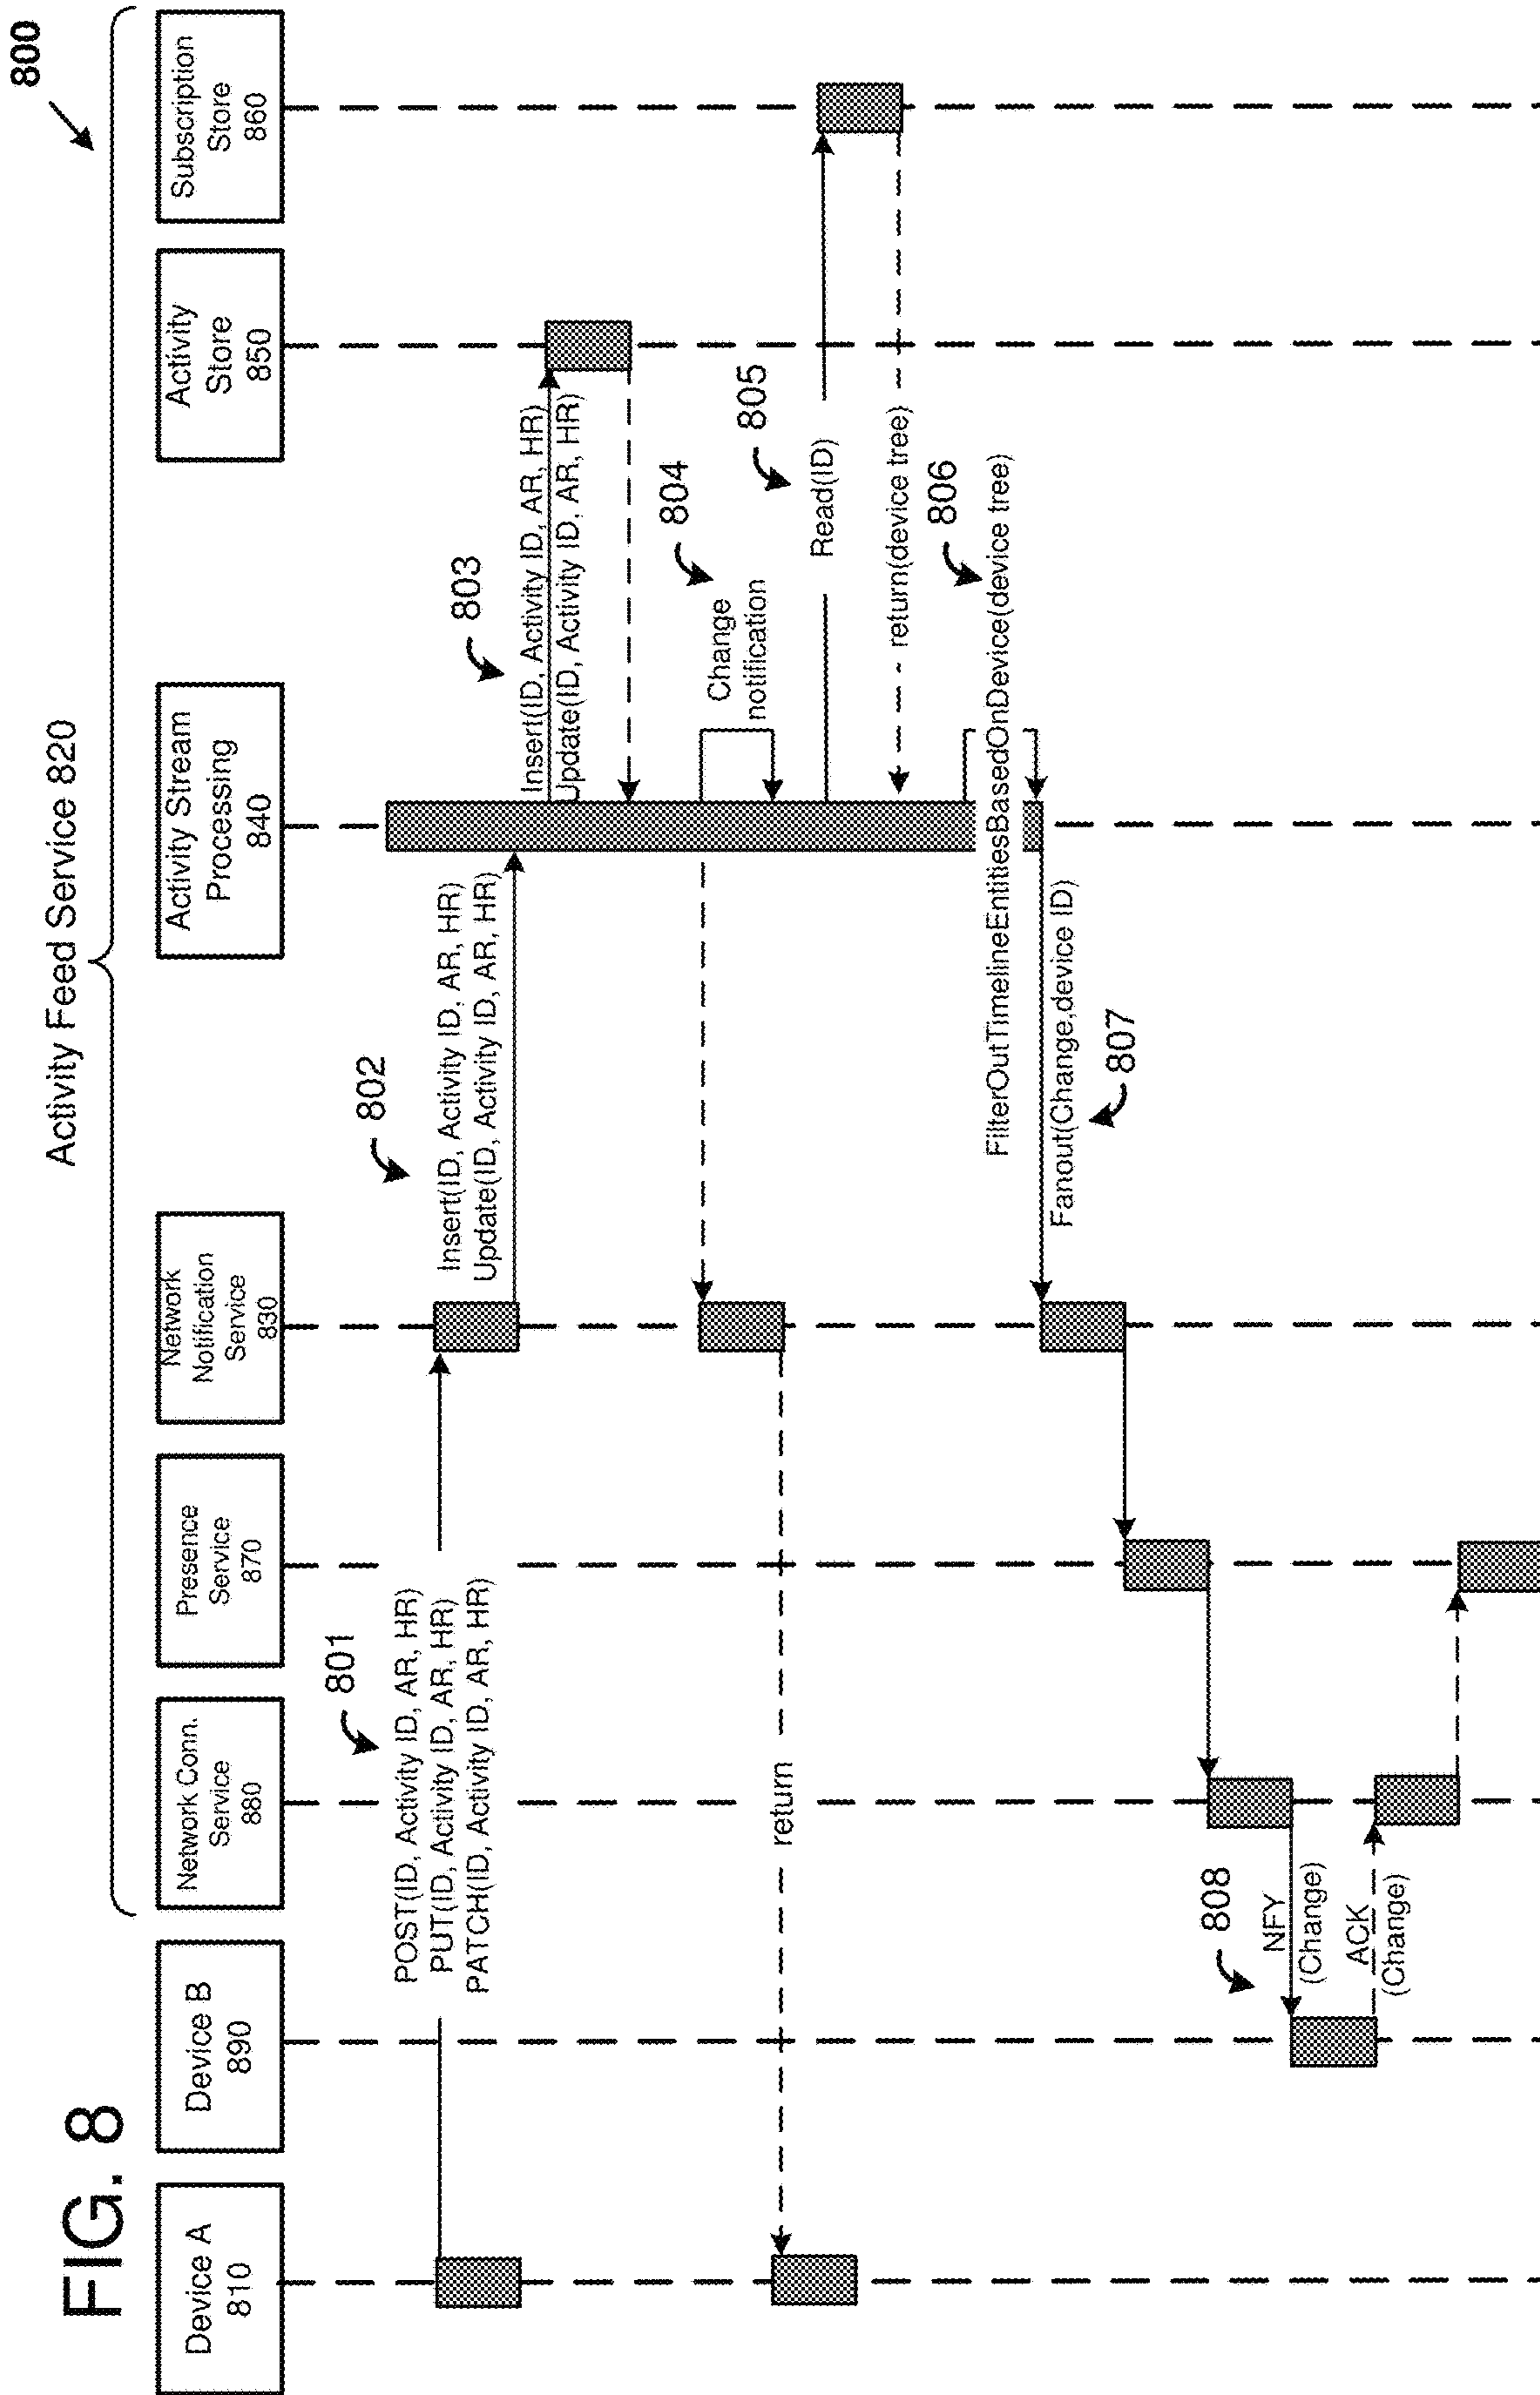 FIG. 8
800
Activity Feed Service 820
Device A
810
Device B
890
Network Conn.
Service
880
Presence
Service
870
Network
Notification
Service
830
Activity Stream
Processing
840
Activity
Store
850
Subscription
Store
860
801
POST(ID, Activity ID, AR, HR)
PUT(ID, Activity ID, AR, HR)
PATCH(ID, Activity ID, AR, HR)
802
Insert(ID, Activity ID, AR, HR)
Update(ID, Activity ID, AR, HR)
803
Insert(ID, Activity ID, AR, HR)
Update(ID, Activity ID, AR, HR)
804
Change
notification
return
805
Read(ID)
return(device tree)
806
FilterOutTimelineEntitiesBasedOnDevice(device tree)
Fanout(Change,device ID)
807
808
NFY
(Change)
ACK
(Change)